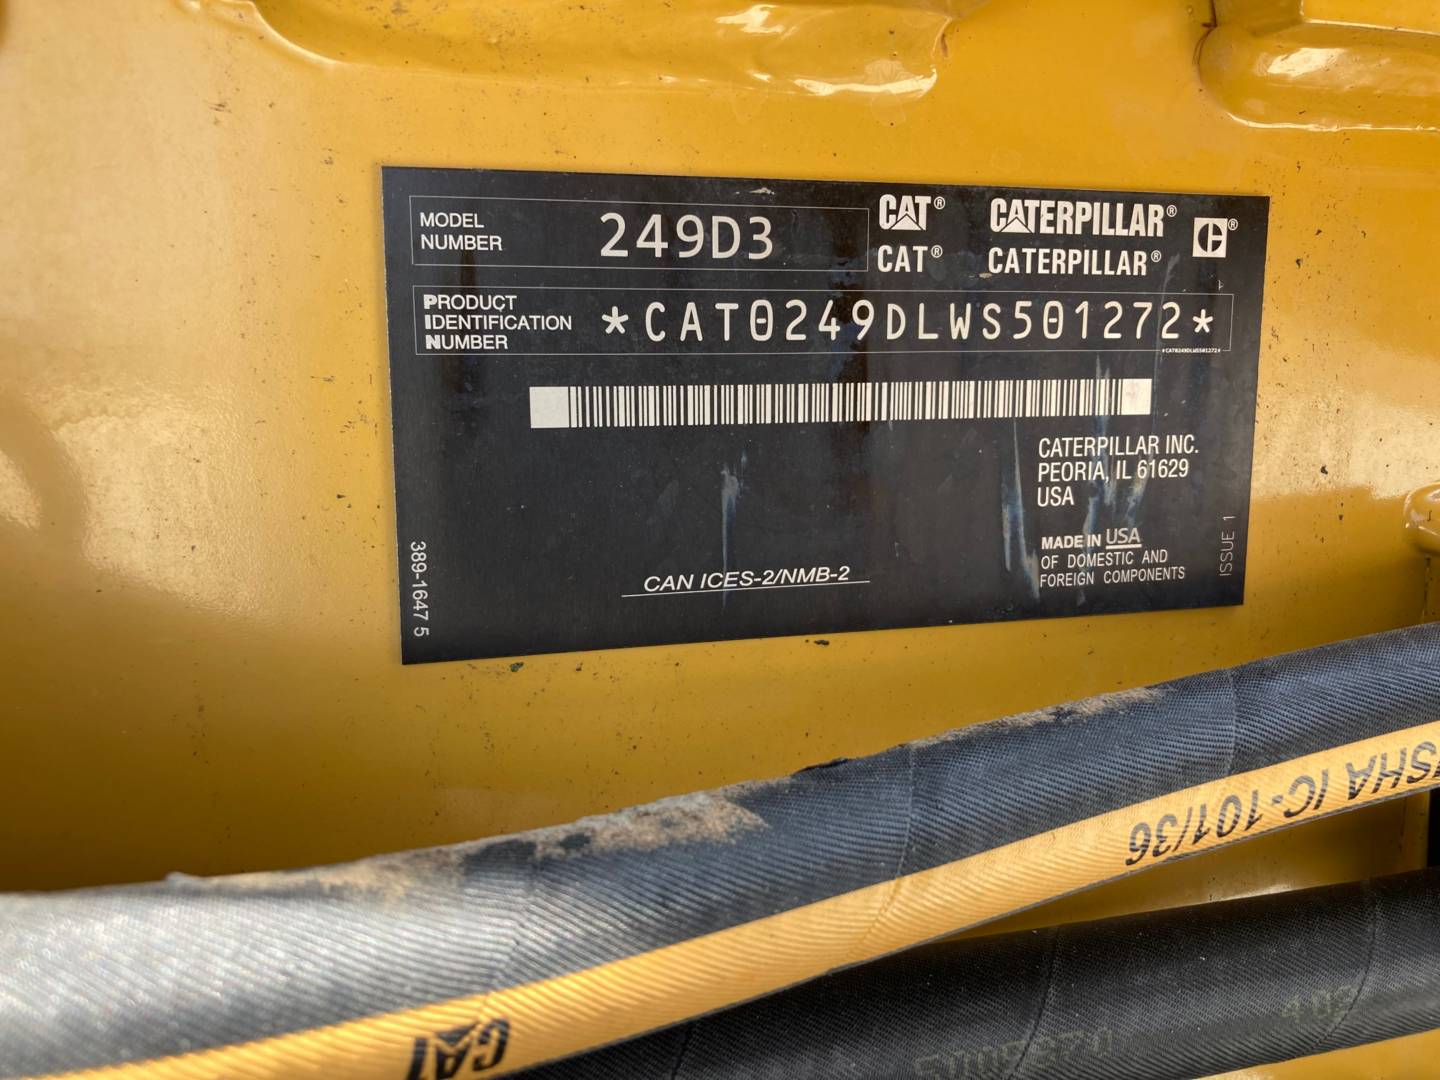 MODEL
NUMBER
249D3
CAT®
CATERPILLAR®
C®
CAT®
CATERPILLAR®
PRODUCT
IDENTIFICATION
NUMBER
*CAT0249DLWS501272*
*CAT0249DLWS501272*
CATERPILLAR INC.
PEORIA, IL 61629
USA
MADE IN USA
OF DOMESTIC AND
FOREIGN COMPONENTS
ISSUE 1
CAN ICES-2/NMB-2
389-1647 5
MSHA IC-101/36
CAT